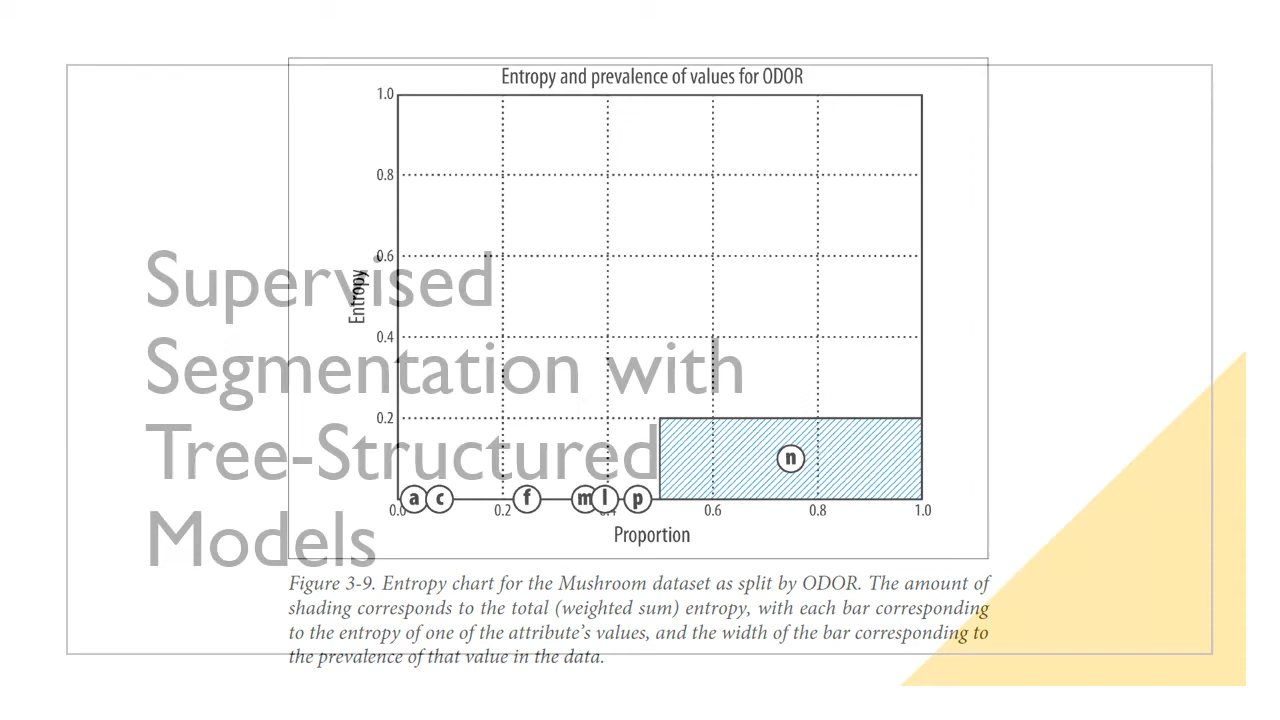 Entropy and prevalence of values for ODOR
1.0
0.8
0.6
0.4
0.2
Entropy
Supervised
Segmentation with
Tree-Structured
Models
n
a c f m l p
0.0 0.2 0.6 0.8 1.0
Proportion
Figure 3-9. Entropy chart for the Mushroom dataset as split by ODOR. The amount of
shading corresponds to the total (weighted sum) entropy, with each bar corresponding
to the entropy of one of the attribute's values, and the width of the bar corresponding to
the prevalence of that value in the data.